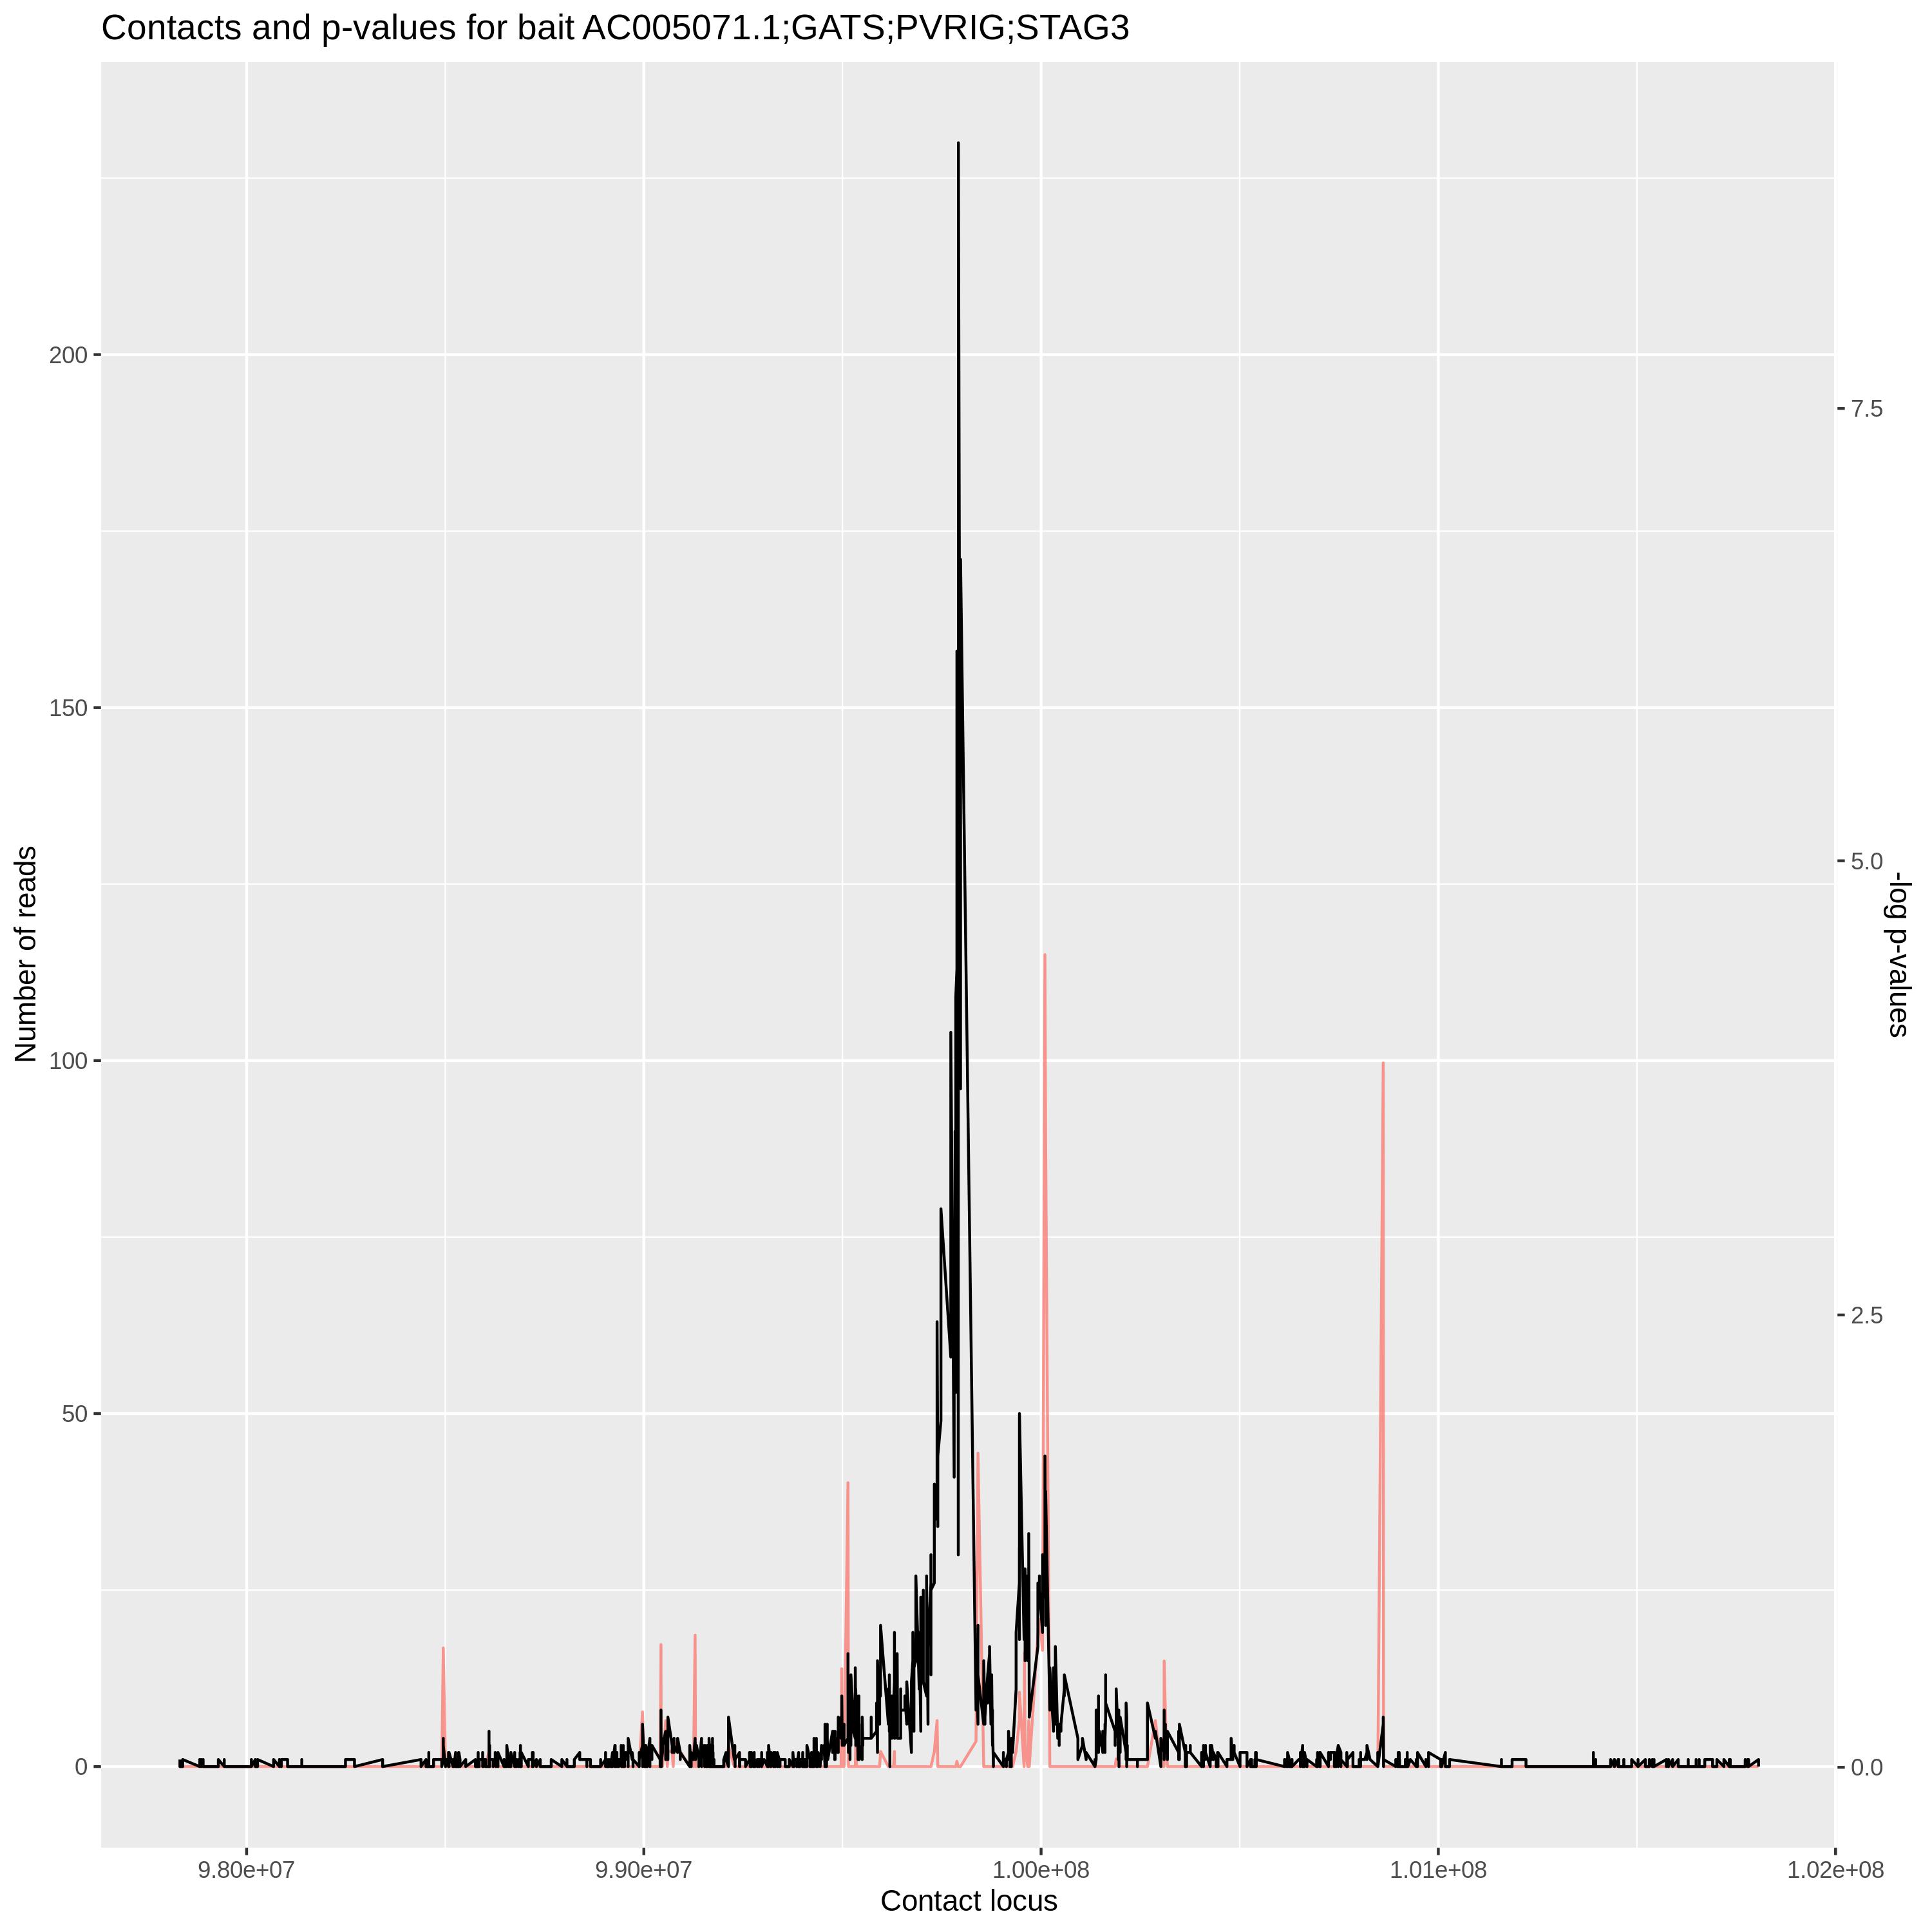 Contacts and p-values for bait AC005071.1;GATS;PVRIG;STAG3
Number of reads
200
150
100
50
0
7.5
5.0
2.5
0.0
-log p-values
9.80e+07
9.90e+07
1.00e+08
1.01e+08
1.02e+08
Contact locus